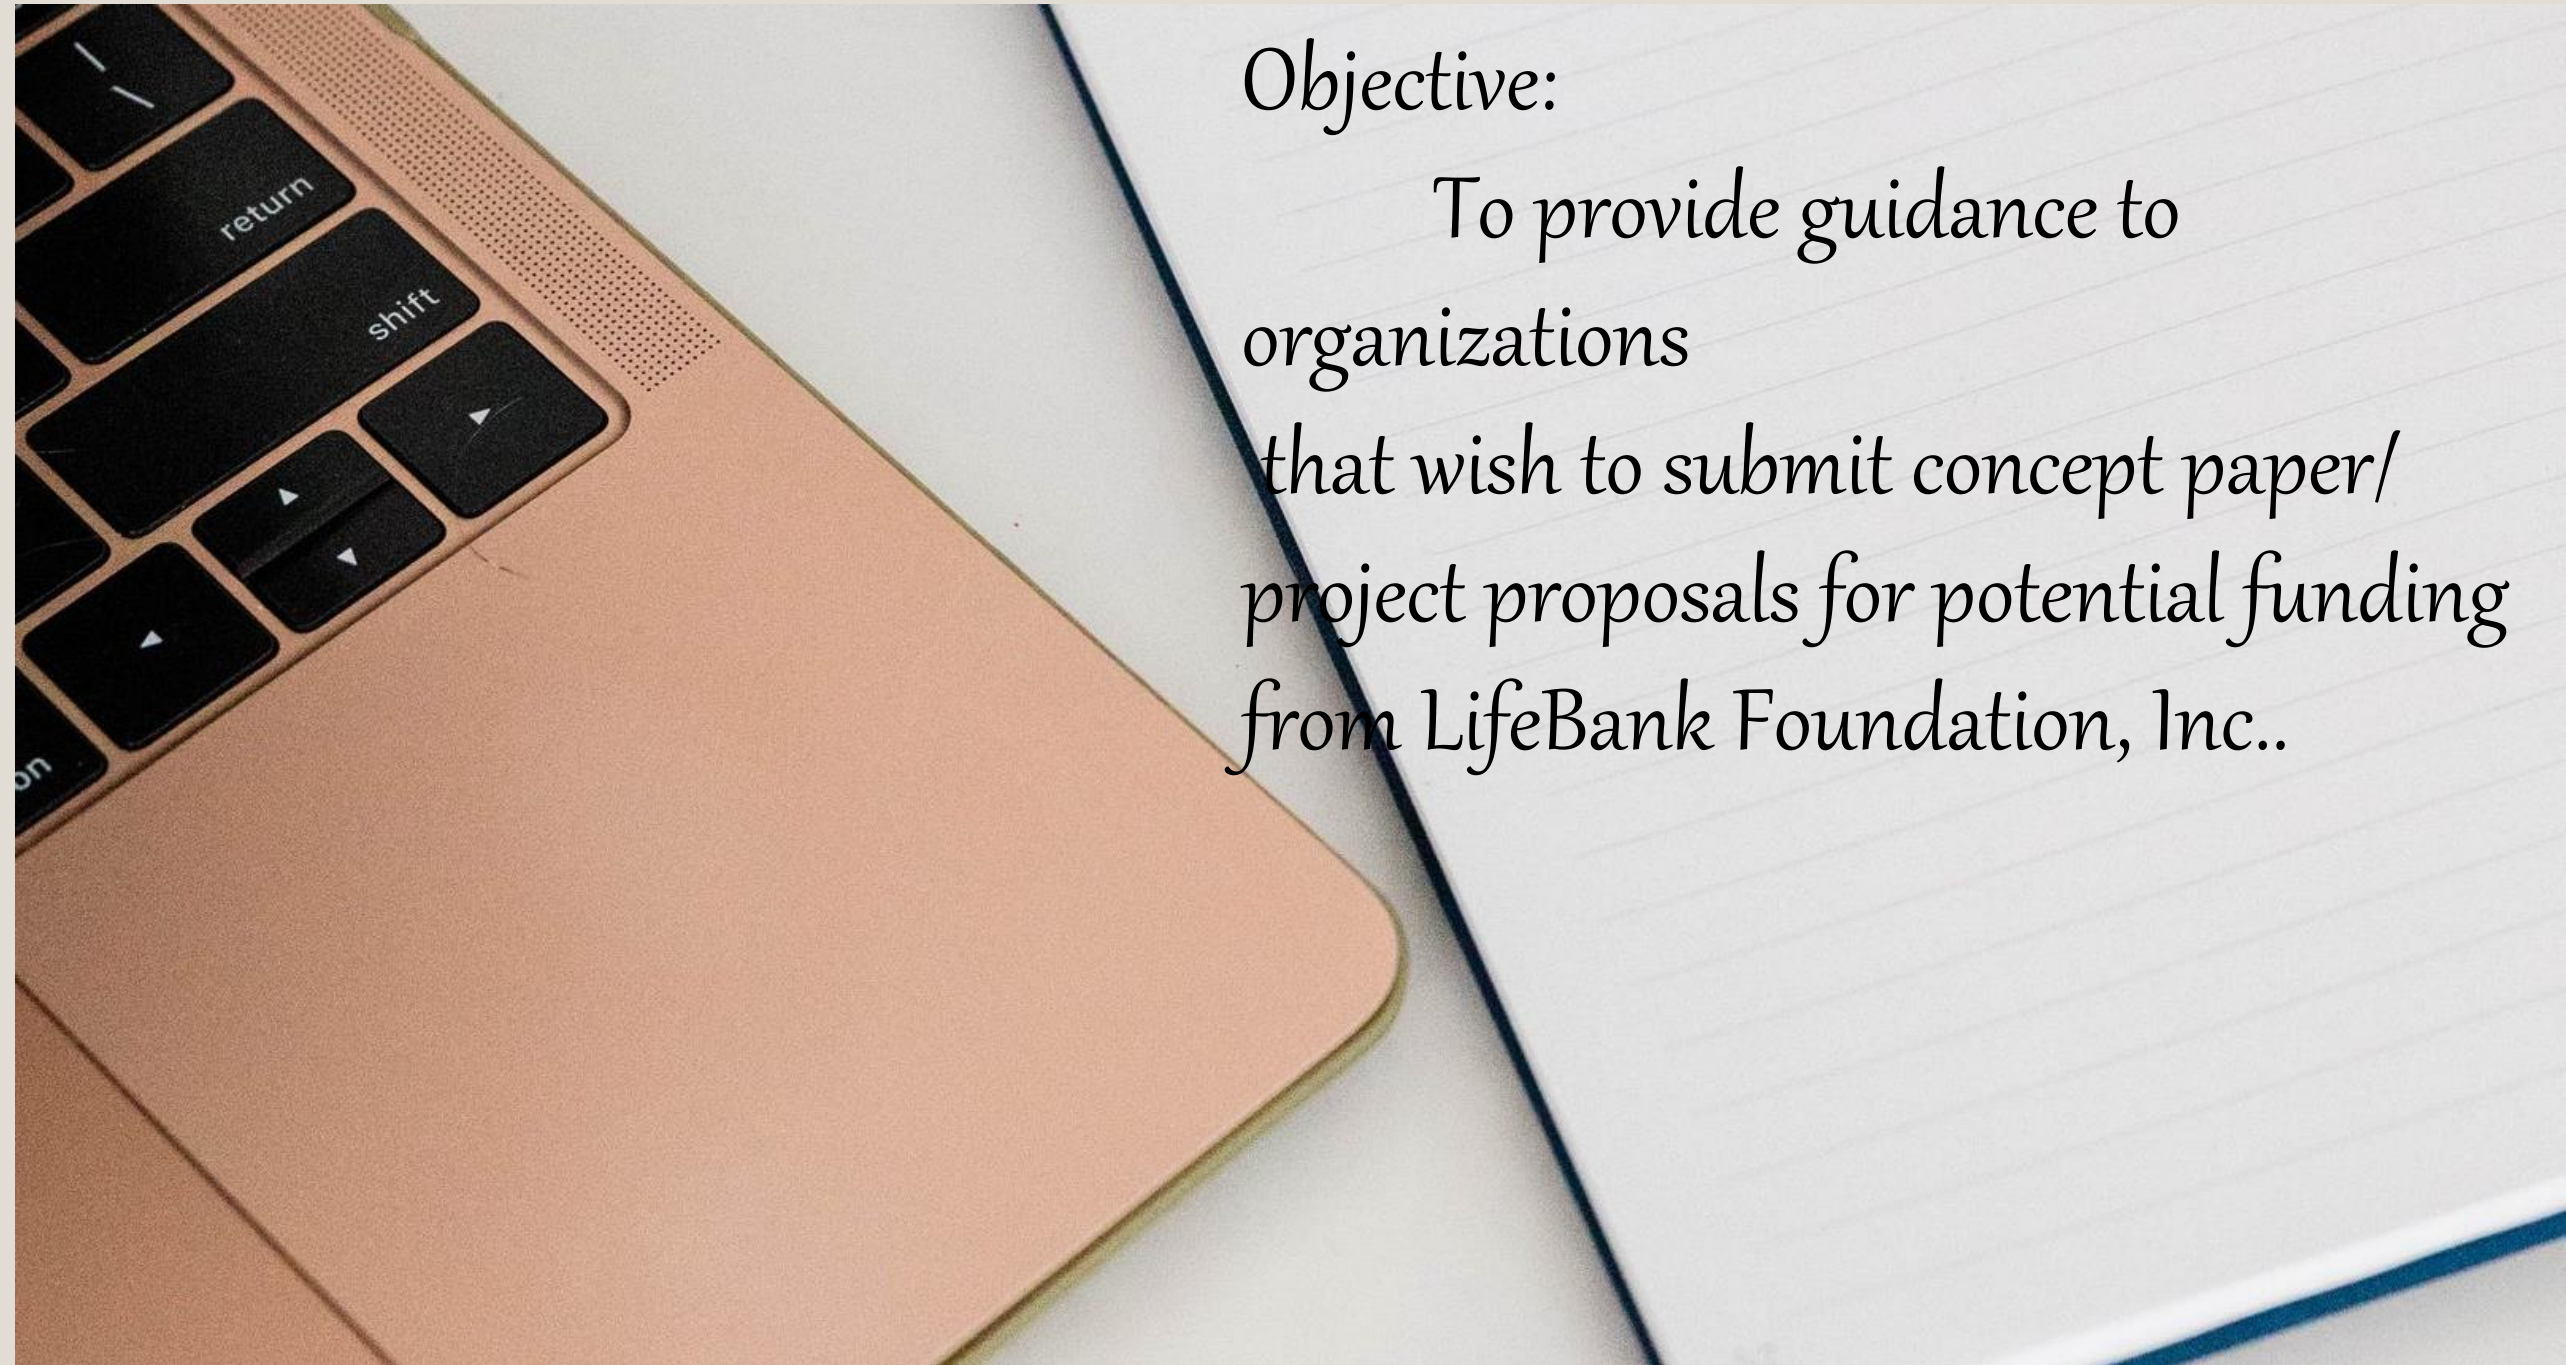 Objective:
To provide guidance to
organizations
that wish to submit concept paper/
project proposals for potential funding
from LifeBank Foundation, Inc..
|
\
return
shift
on